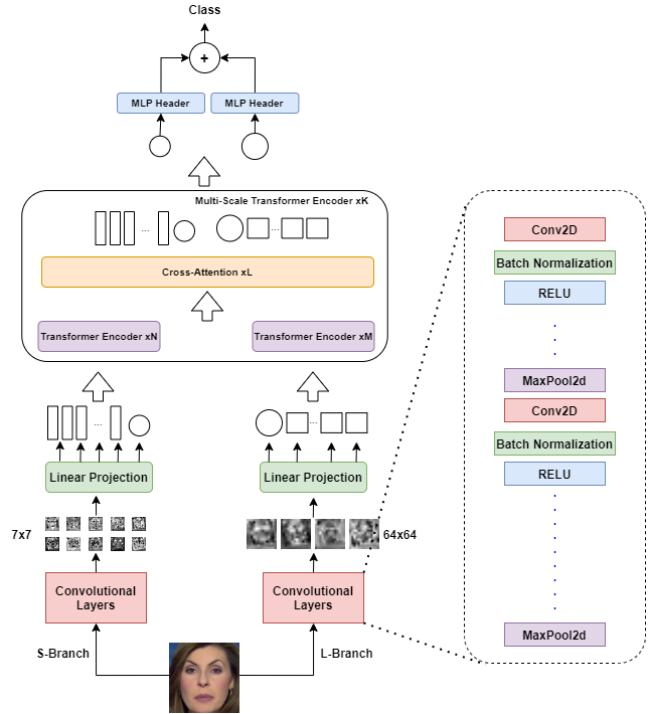 Class
+
MLP Header
MLP Header
Multi-Scale Transformer Encoder xK
...
...
Cross-Attention xL
Transformer Encoder xN
Transformer Encoder xM
...
...
Linear Projection
Linear Projection
7x7
64x64
Convolutional
Layers
Convolutional
Layers
S-Branch
L-Branch
Conv2D
Batch Normalization
RELU
MaxPool2d
Conv2D
Batch Normalization
RELU
MaxPool2d